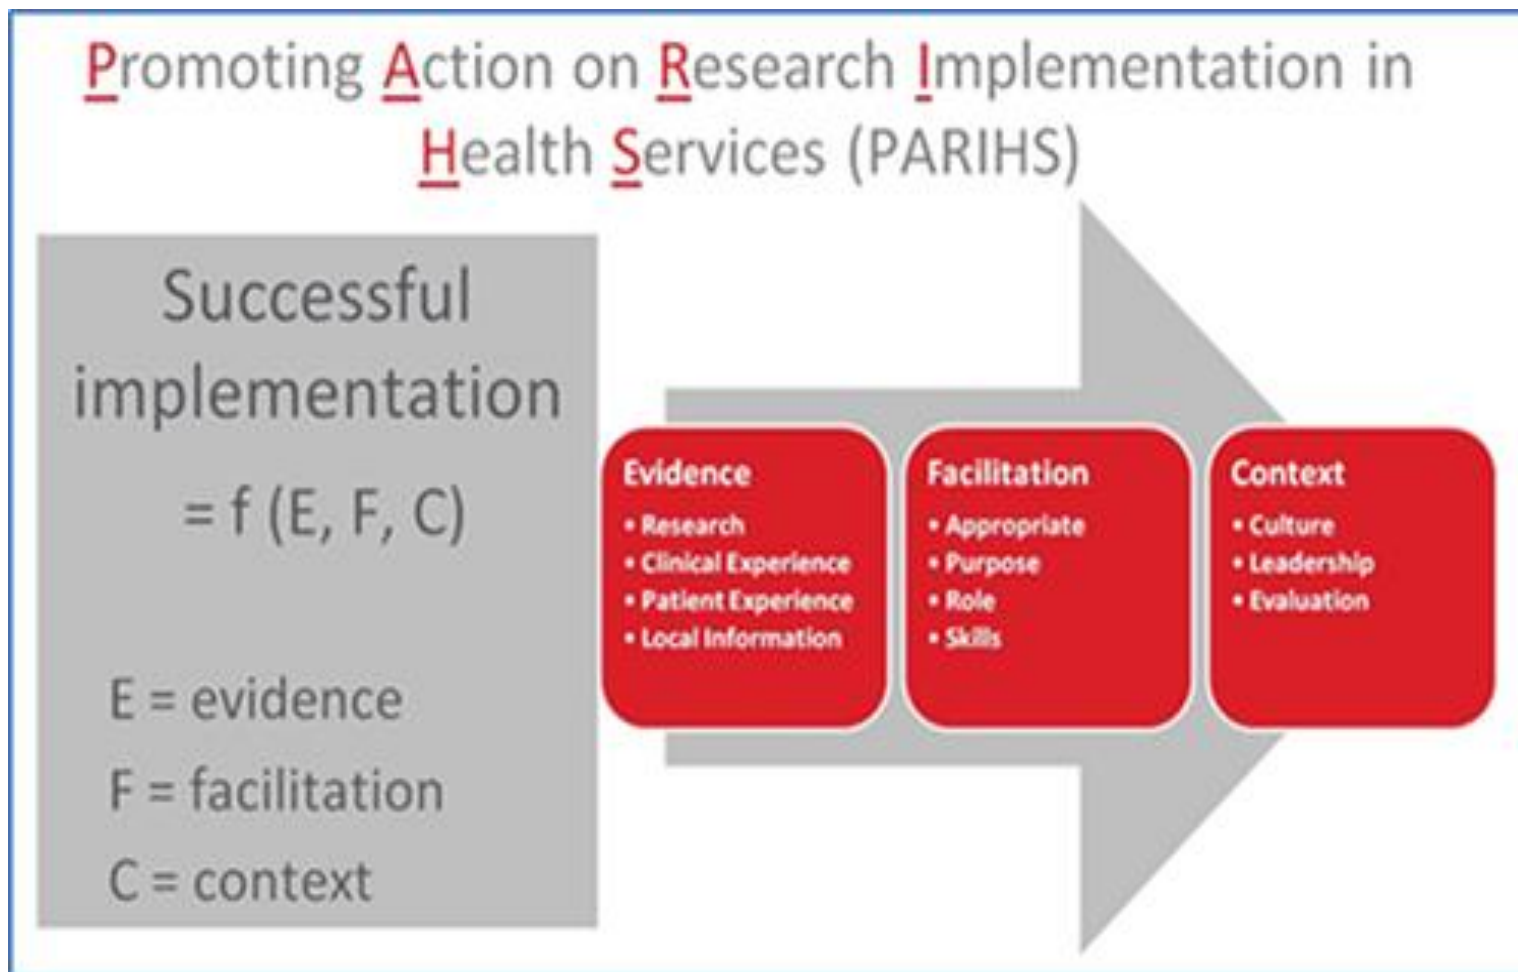 Promoting Action on Research Implementation in
Health Services (PARIHS)
Successful
implementation
= f (E, F, C)
E = evidence
F = facilitation
C = context
Evidence
• Research
• Clinical Experience
• Patient Experience
• Local Information
Facilitation
• Appropriate
• Purpose
• Role
• Skills
Context
• Culture
• Leadership
• Evaluation